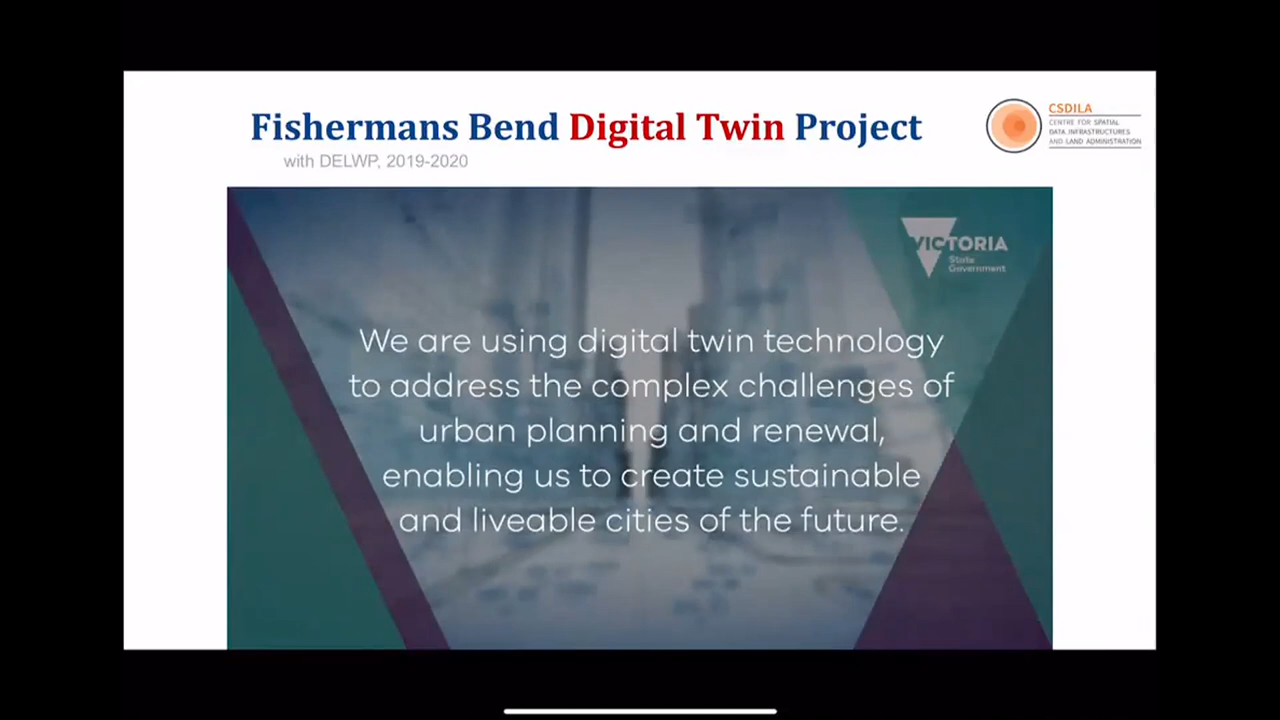 Fishermans Bend Digital Twin Project
with DELWP, 2019-2020
CSDILA
CENTRE FOR SPATIAL
DATA INFRASTRUCTURES
AND LAND ADMINISTRATION
VICTORIA
State
Government
We are using digital twin technology
to address the complex challenges of
urban planning and renewal,
enabling us to create sustainable
and liveable cities of the future.